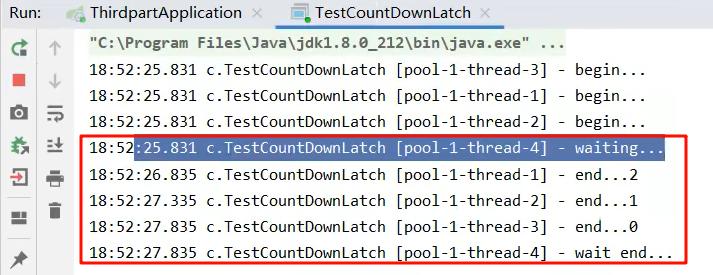 Run: ThirdpartApplication × TestCountDownLatch ×
"C:\Program Files\Java\jdk1.8.0_212\bin\java.exe" ...
18:52:25.831 c.TestCountDownLatch [pool-1-thread-3] - begin...
18:52:25.831 c.TestCountDownLatch [pool-1-thread-1] - begin...
18:52:25.831 c.TestCountDownLatch [pool-1-thread-2] - begin...
18:52:25.831 c.TestCountDownLatch [pool-1-thread-4] - waiting...
18:52:26.835 c.TestCountDownLatch [pool-1-thread-1] - end...2
18:52:27.335 c.TestCountDownLatch [pool-1-thread-2] - end...1
18:52:27.835 c.TestCountDownLatch [pool-1-thread-3] - end...0
18:52:27.835 c.TestCountDownLatch [pool-1-thread-4] - wait end...